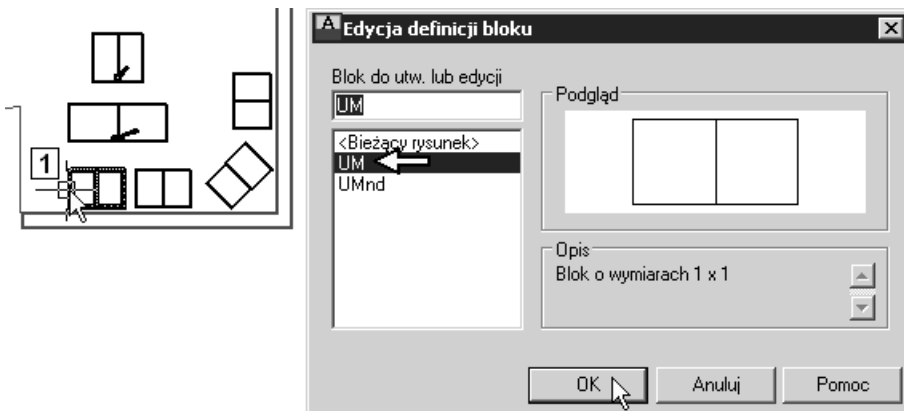 1
A Edycja definicji bloku
Blok do utw. lub edycji
UM
<Bieżący rysunek>
UM
UMnd
Podgląd
Opis
Blok o wymiarach 1 x 1
OK
Anuluj
Pomoc